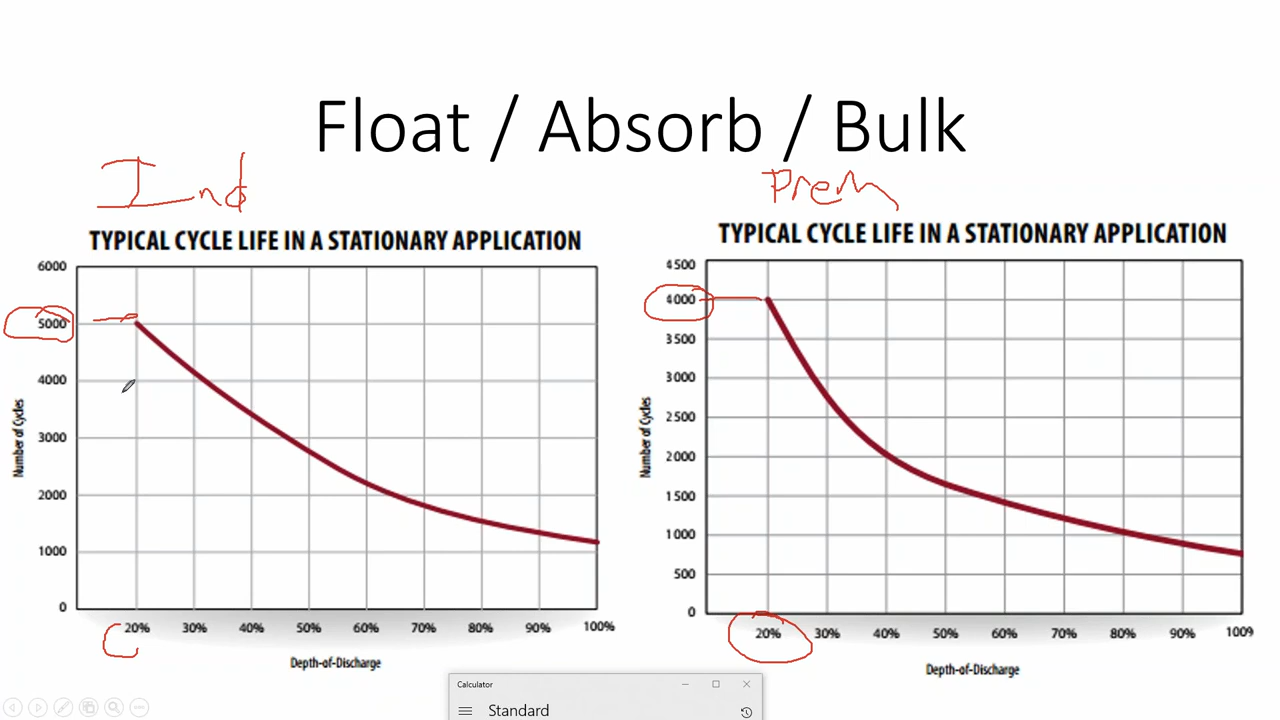 Float / Absorb / Bulk
Ind
Prem
TYPICAL CYCLE LIFE IN A STATIONARY APPLICATION
6000
5000
4000
3000
2000
1000
0
Number of Cycles
20% 30% 40% 50% 60% 70% 80% 90% 100%
Depth-of-Discharge
TYPICAL CYCLE LIFE IN A STATIONARY APPLICATION
4500
4000
3500
3000
2500
2000
1500
1000
500
0
Number of Cycles
20% 30% 40% 50% 60% 70% 80% 90% 100%
Depth-of-Discharge
Calculator
Standard